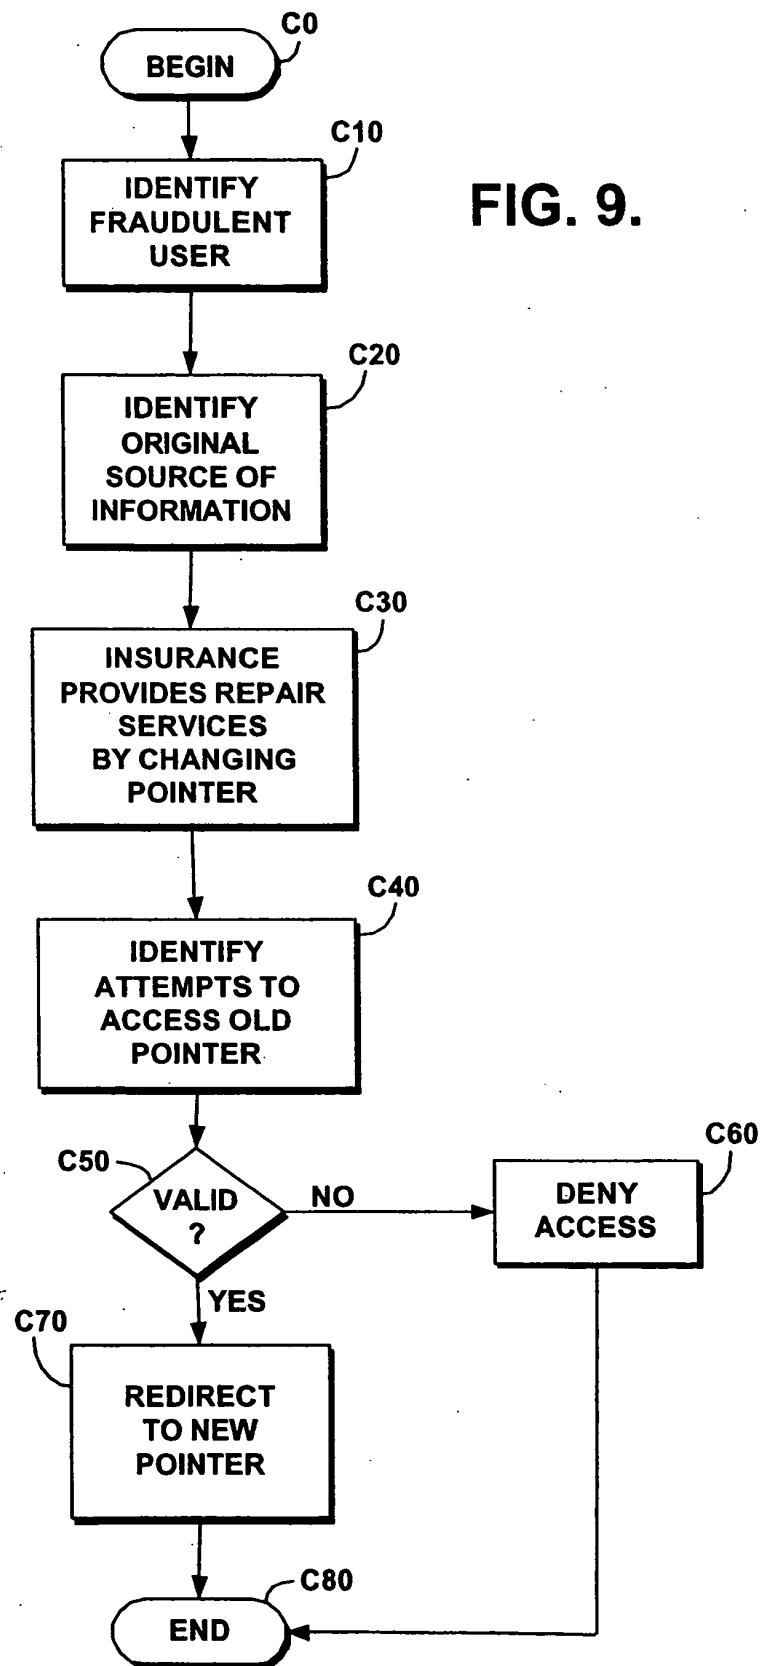 C0
BEGIN
C10
IDENTIFY
FRAUDULENT
USER
FIG. 9.
C20
IDENTIFY
ORIGINAL
SOURCE OF
INFORMATION
C30
INSURANCE
PROVIDES REPAIR
SERVICES
BY CHANGING
POINTER
C40
IDENTIFY
ATTEMPTS TO
ACCESS OLD
POINTER
C50
VALID
?
NO
C60
DENY
ACCESS
YES
C70
REDIRECT
TO NEW
POINTER
C80
END